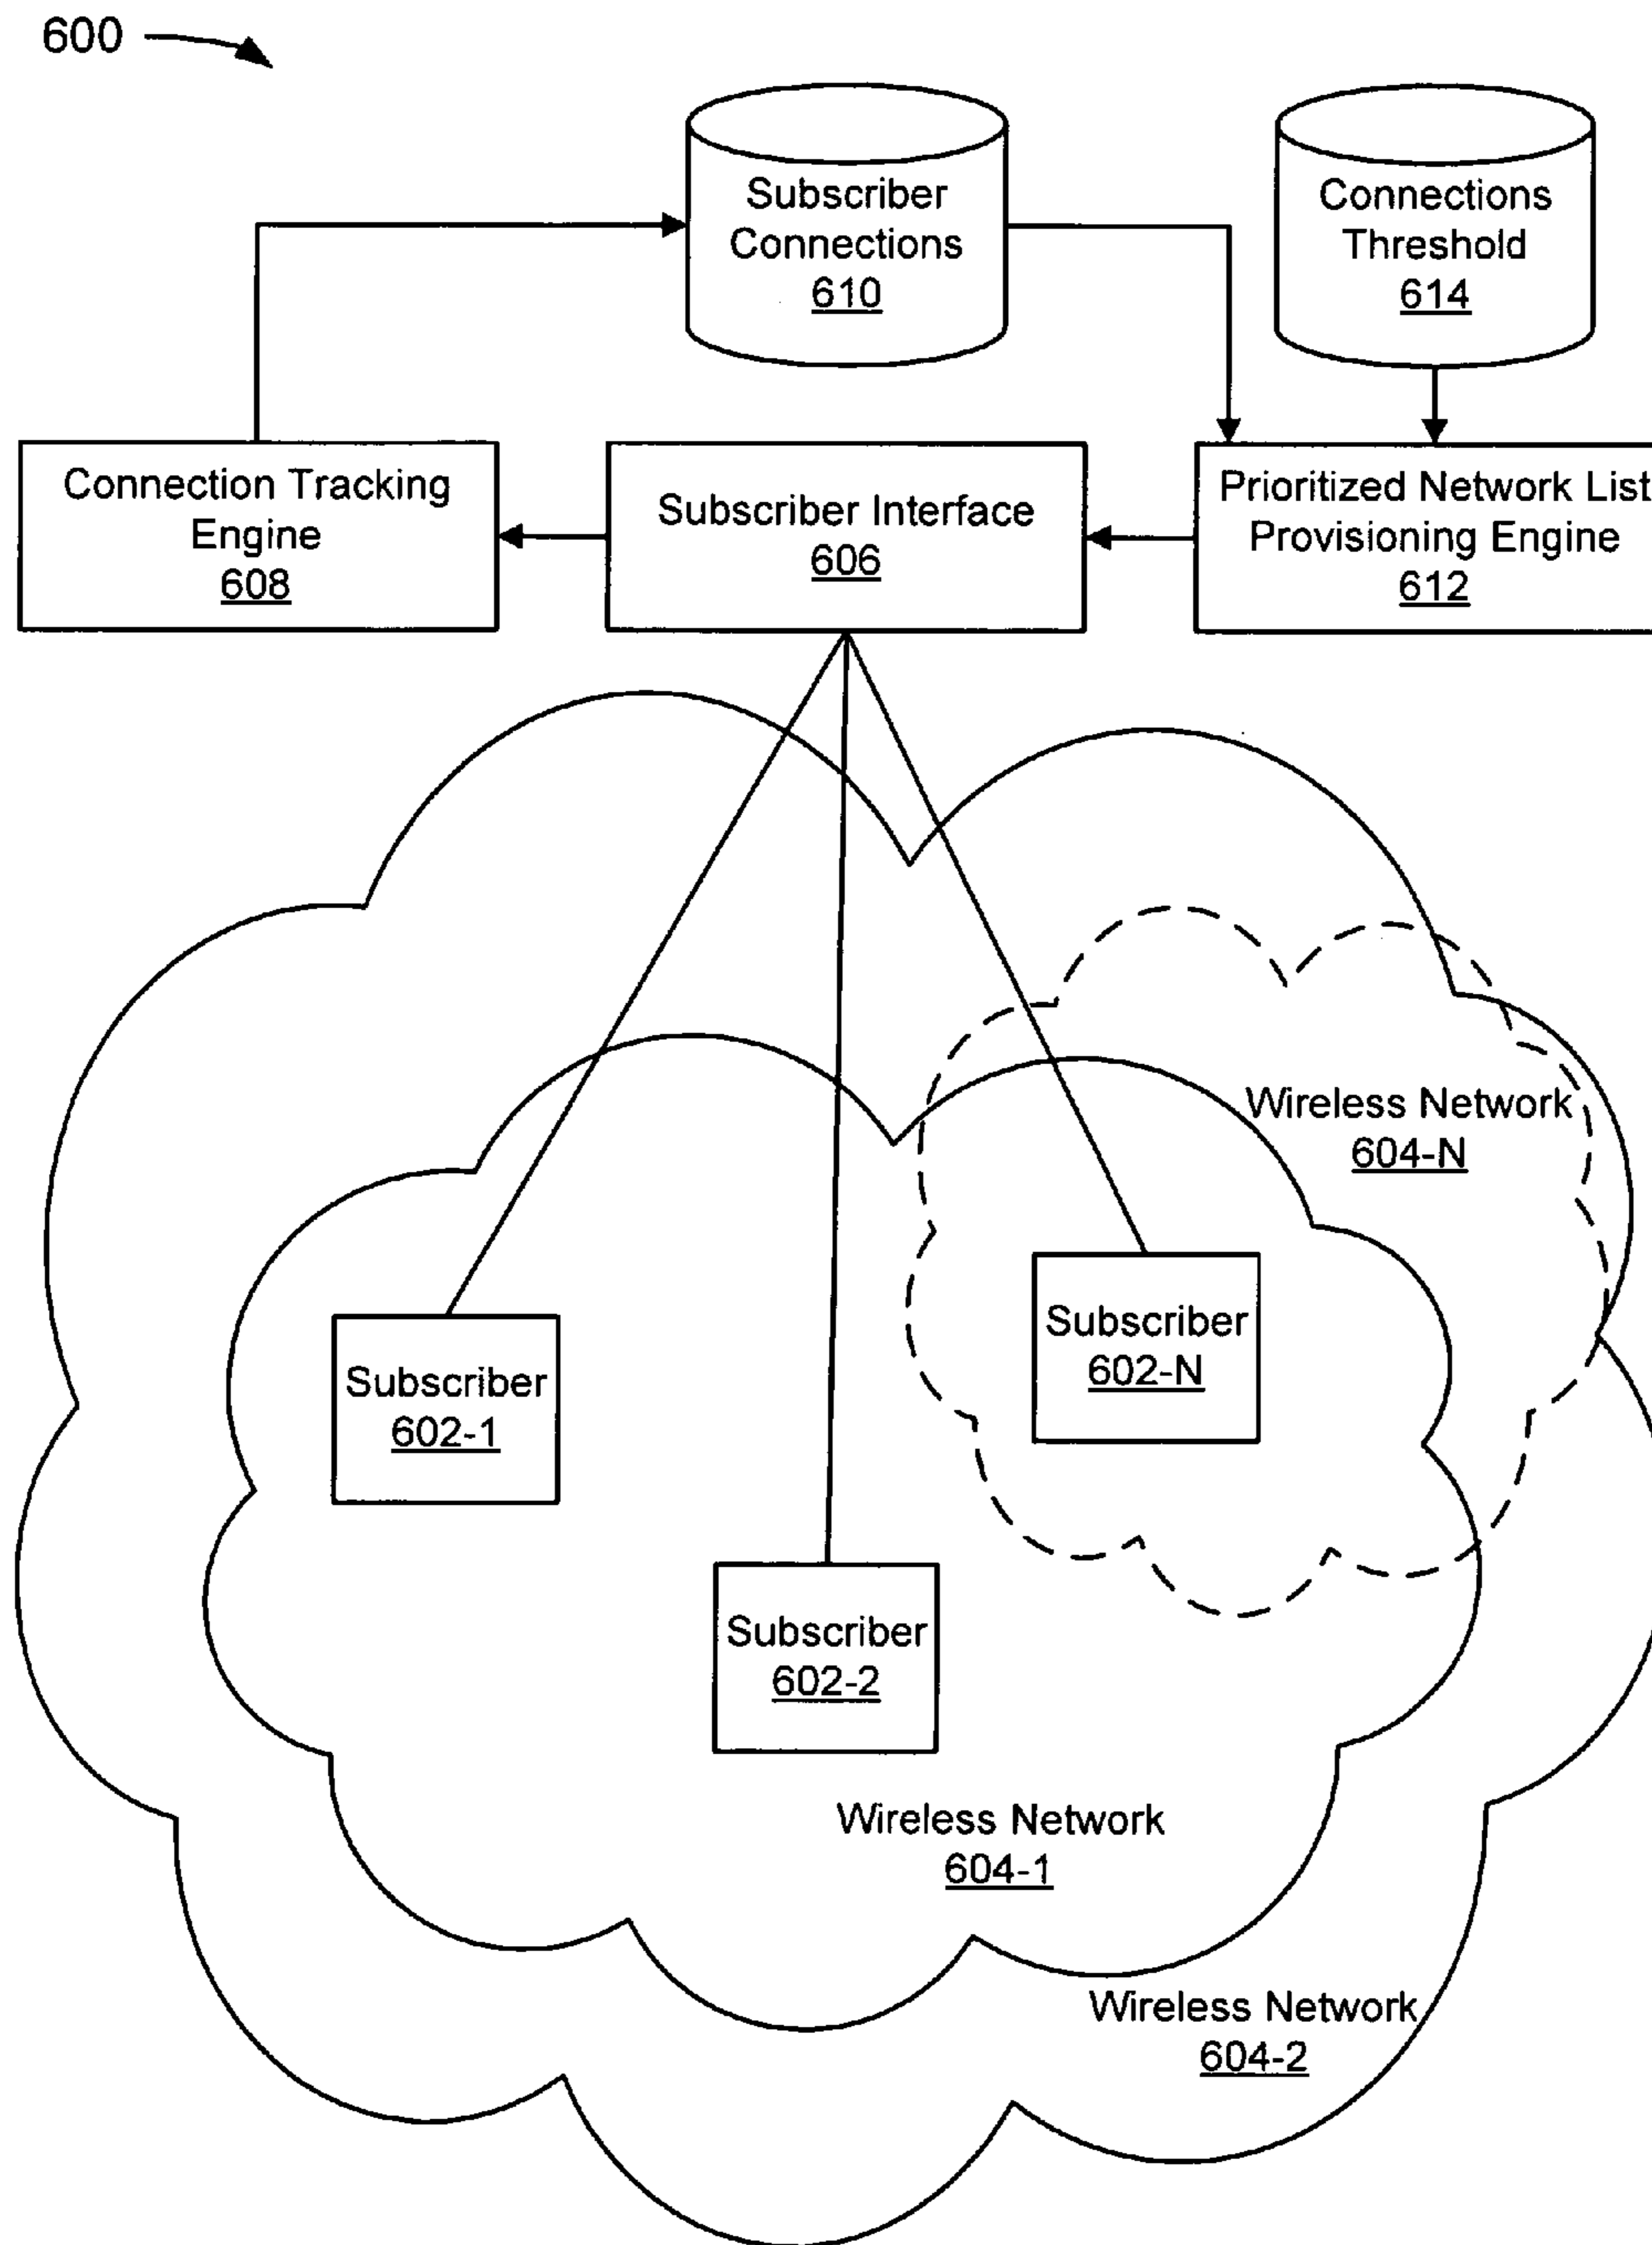 600
Subscriber
Connections
610
Connections
Threshold
614
Connection Tracking
Engine
608
Subscriber Interface
606
Prioritized Network List
Provisioning Engine
612
Wireless Network
604-N
Subscriber
602-N
Subscriber
602-1
Subscriber
602-2
Wireless Network
604-1
Wireless Network
604-2